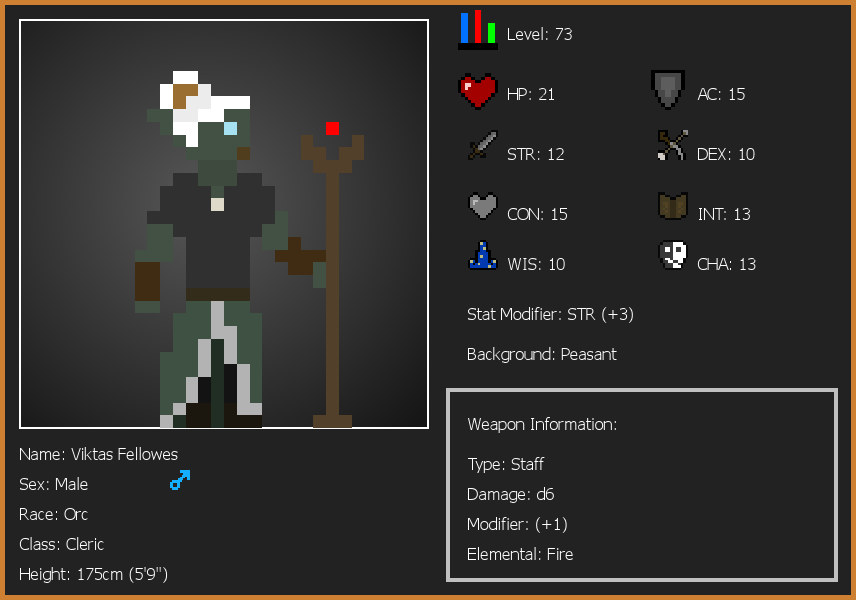 Level: 73
HP: 21
AC: 15
STR: 12
DEX: 10
CON: 15
INT: 13
WIS: 10
CHA: 13
Stat Modifier: STR (+3)
Background: Peasant
Weapon Information:
Type: Staff
Damage: d6
Modifier: (+1)
Elemental: Fire
Name: Viktas Fellowes
Sex: Male
Race: Orc
Class: Cleric
Height: 175cm (5'9")